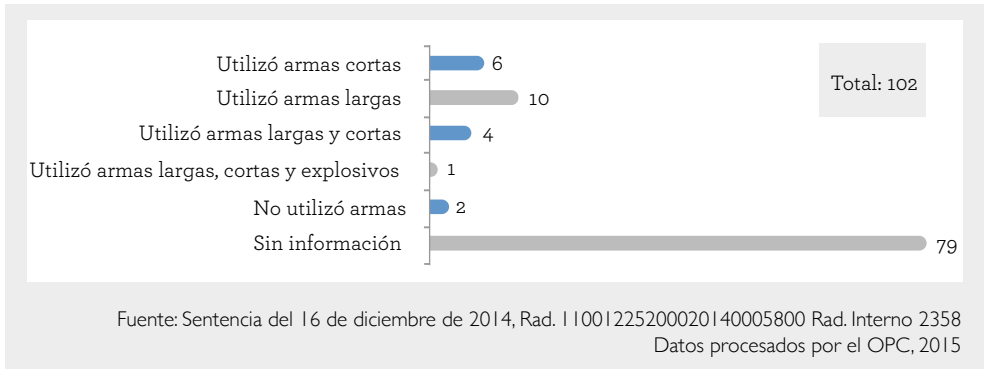 Utilizó armas cortas 6
Utilizó armas largas 10
Total: 102
Utilizó armas largas y cortas 4
Utilizó armas largas, cortas y explosivos 1
No utilizó armas 2
Sin información 79
Fuente: Sentencia del 16 de diciembre de 2014, Rad. 11001225200020140005800 Rad. Interno 2358
Datos procesados por el OPC, 2015